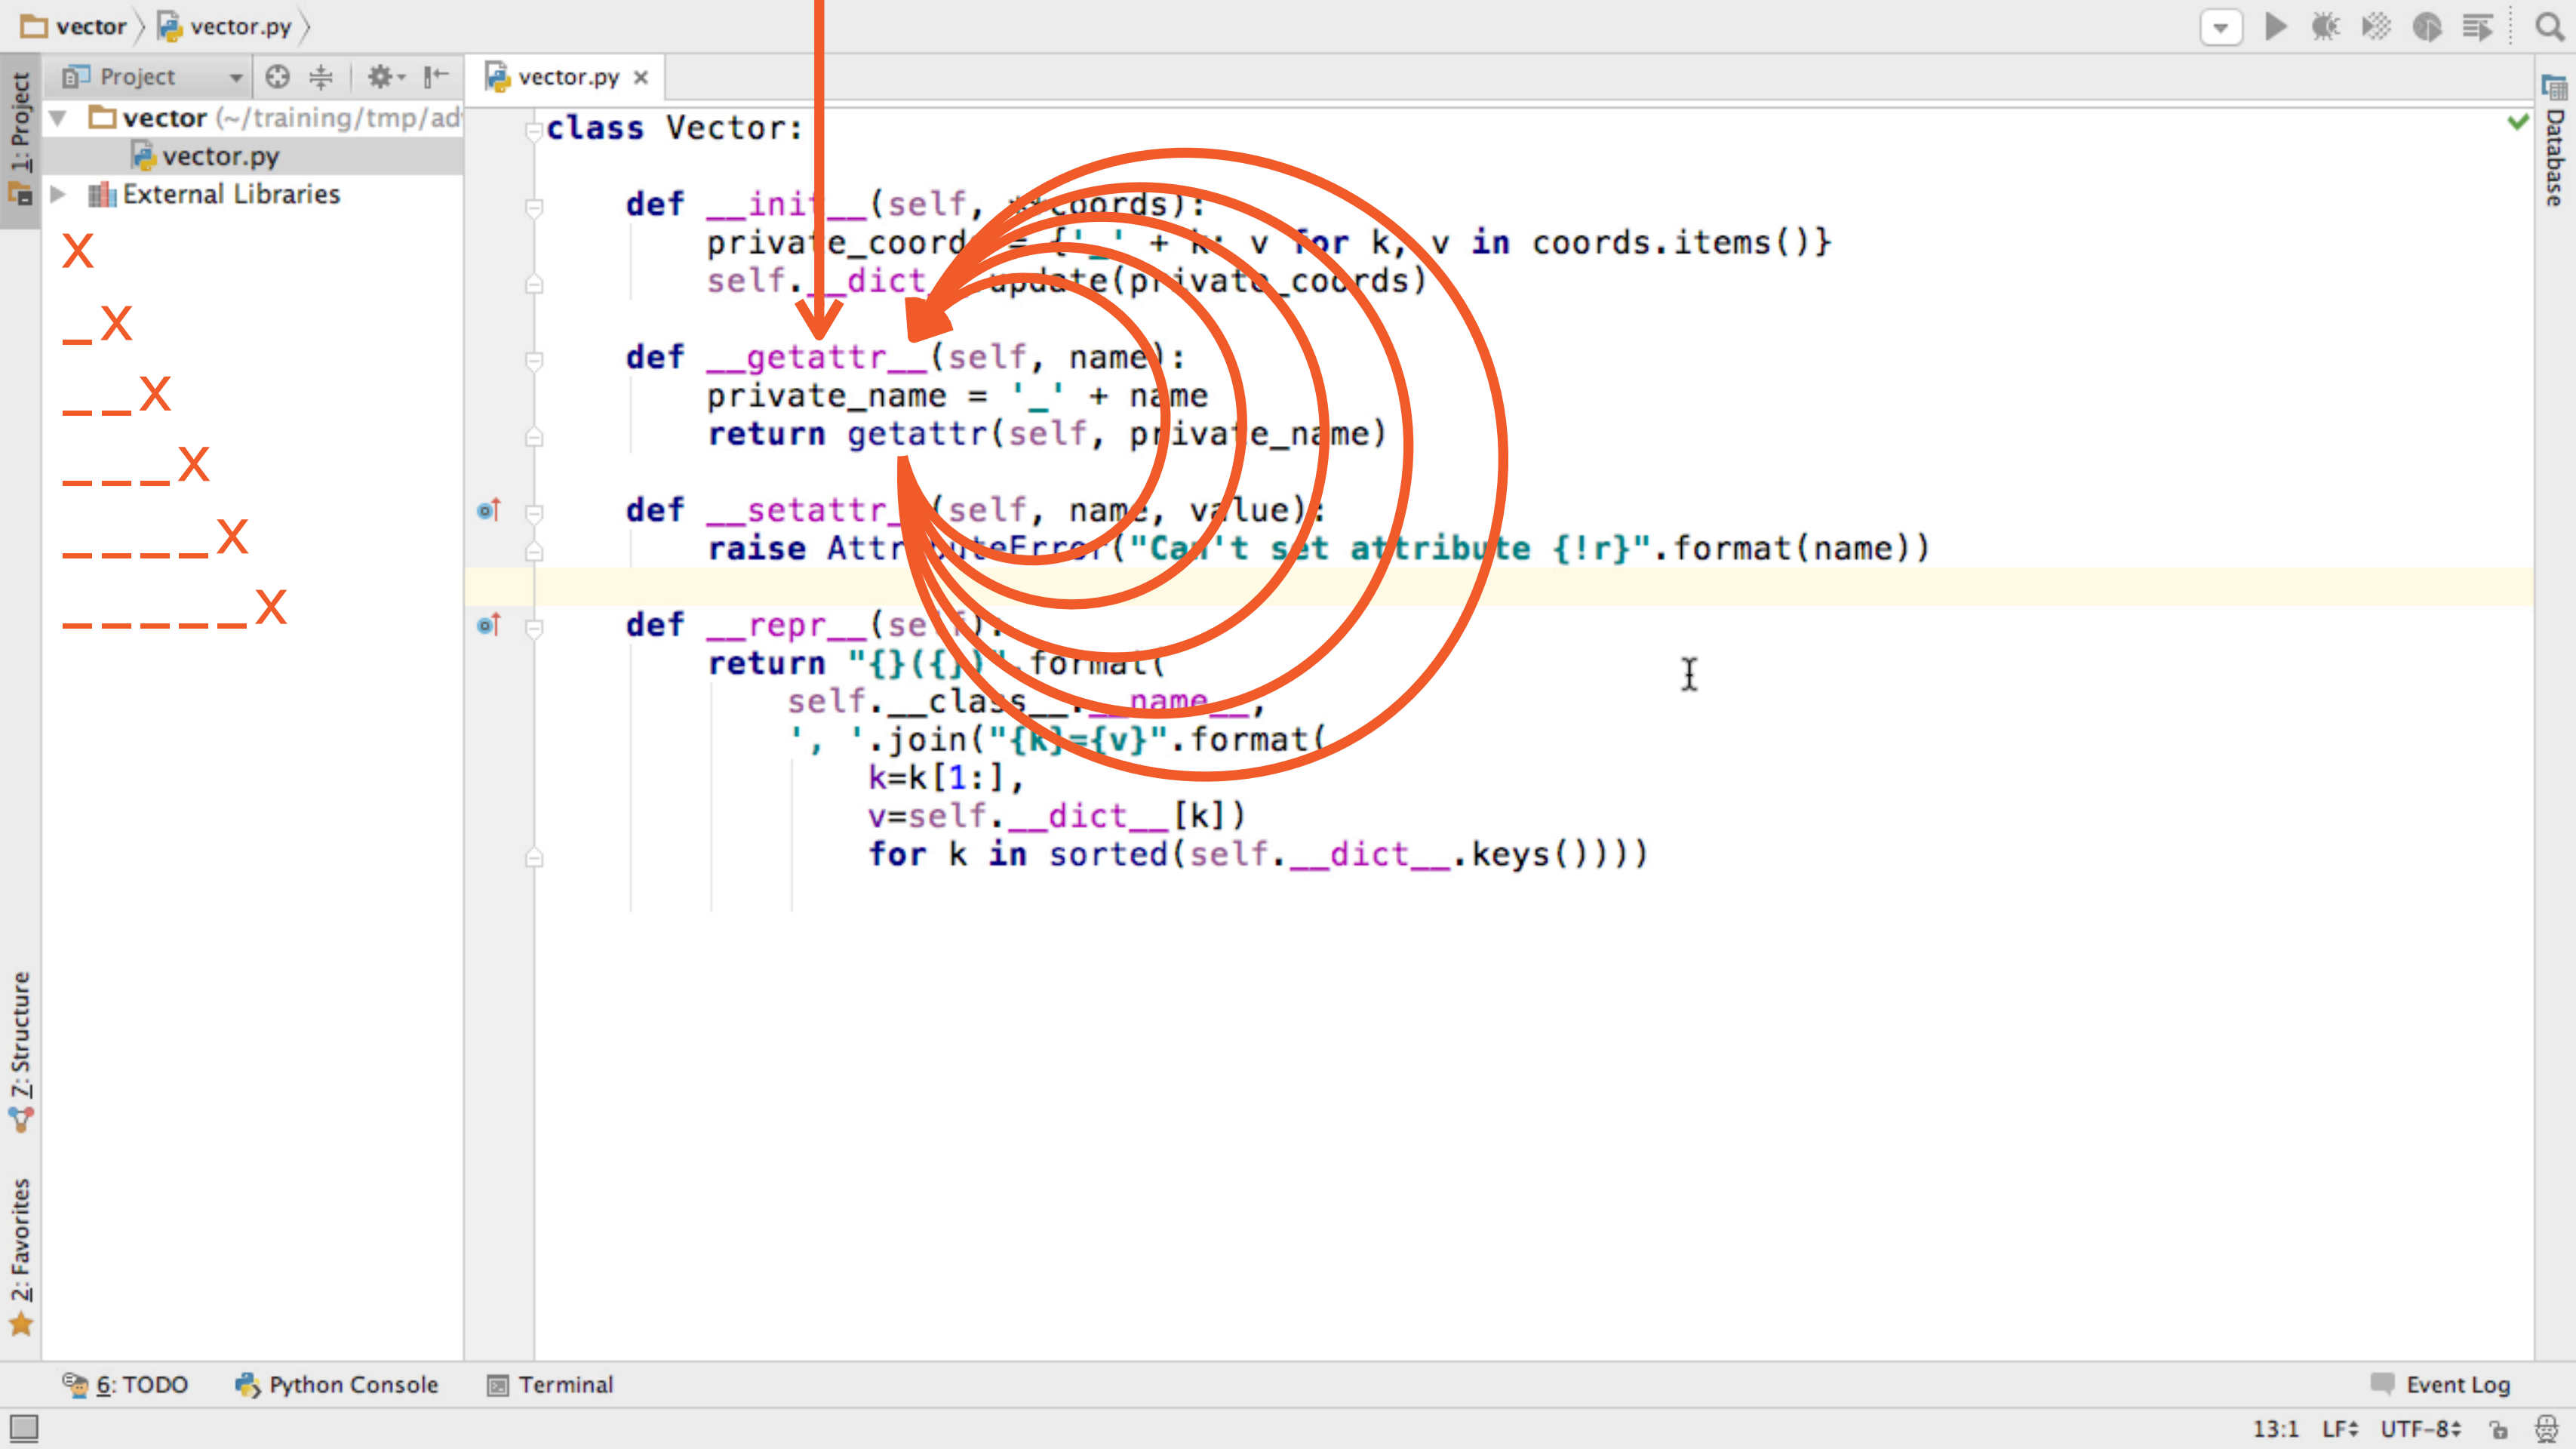 vector vector.py
1: Project
Project
vector.py
vector (~/training/tmp/ad
vector.py
External Libraries
x
_x
__x
___x
____x
_____x
class Vector:
def __init__(self, **coords):
private_coords = {'_' + k: v for k, v in coords.items()}
self.__dict__.update(private_coords)
def __getattr__(self, name):
private_name = '_' + name
return getattr(self, private_name)
def __setattr__(self, name, value):
raise AttributeError("Can't set attribute {!r}".format(name))
def __repr__(self):
return "{}({})".format(
self.__class__.__name__,
', '.join("{k}={v}".format(
k=k[1:],
v=self.__dict__[k])
for k in sorted(self.__dict__.keys())))
Database
7: Structure
2: Favorites
6: TODO Python Console Terminal Event Log
13:1 LF UTF-8